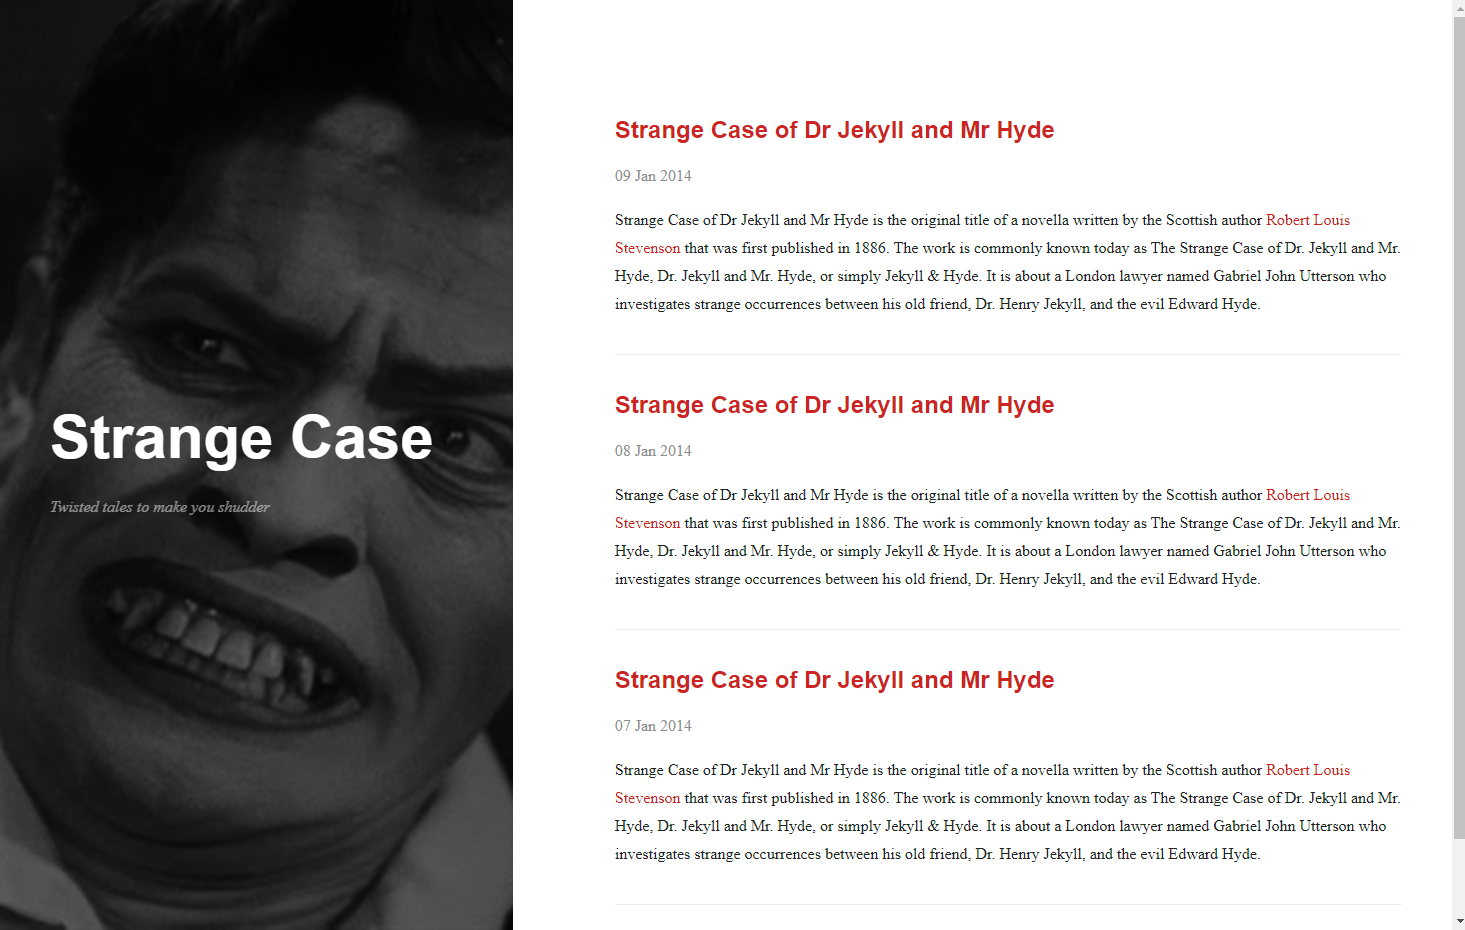 Strange Case
Twisted tales to make you shudder
Strange Case of Dr Jekyll and Mr Hyde
09 Jan 2014
Strange Case of Dr Jekyll and Mr Hyde is the original title of a novella written by the Scottish author Robert Louis
Stevenson that was first published in 1886. The work is commonly known today as The Strange Case of Dr. Jekyll and Mr.
Hyde, Dr. Jekyll and Mr. Hyde, or simply Jekyll & Hyde. It is about a London lawyer named Gabriel John Utterson who
investigates strange occurrences between his old friend, Dr. Henry Jekyll, and the evil Edward Hyde.
Strange Case of Dr Jekyll and Mr Hyde
08 Jan 2014
Strange Case of Dr Jekyll and Mr Hyde is the original title of a novella written by the Scottish author Robert Louis
Stevenson that was first published in 1886. The work is commonly known today as The Strange Case of Dr. Jekyll and Mr.
Hyde, Dr. Jekyll and Mr. Hyde, or simply Jekyll & Hyde. It is about a London lawyer named Gabriel John Utterson who
investigates strange occurrences between his old friend, Dr. Henry Jekyll, and the evil Edward Hyde.
Strange Case of Dr Jekyll and Mr Hyde
07 Jan 2014
Strange Case of Dr Jekyll and Mr Hyde is the original title of a novella written by the Scottish author Robert Louis
Stevenson that was first published in 1886. The work is commonly known today as The Strange Case of Dr. Jekyll and Mr.
Hyde, Dr. Jekyll and Mr. Hyde, or simply Jekyll & Hyde. It is about a London lawyer named Gabriel John Utterson who
investigates strange occurrences between his old friend, Dr. Henry Jekyll, and the evil Edward Hyde.